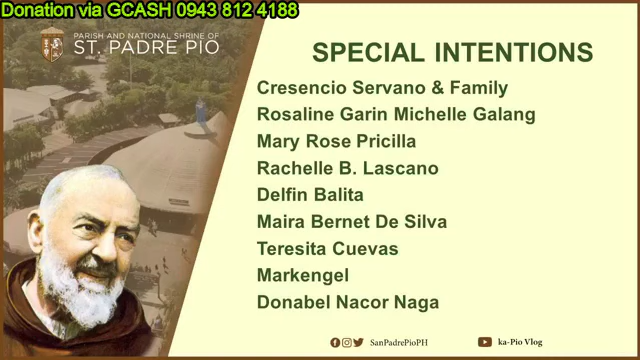 Donation via GCASH 0943 812 4188
PARISH AND NATIONAL SHRINE OF
ST. PADRE PIO
SPECIAL INTENTIONS
Cresencio Servano & Family
Rosaline Garin Michelle Galang
Mary Rose Pricilla
Rachelle B. Lascano
Delfin Balita
Maira Bernet De Silva
Teresita Cuevas
Markengel
Donabel Nacor Naga
SanPadrePioPH
ka-Pio Vlog